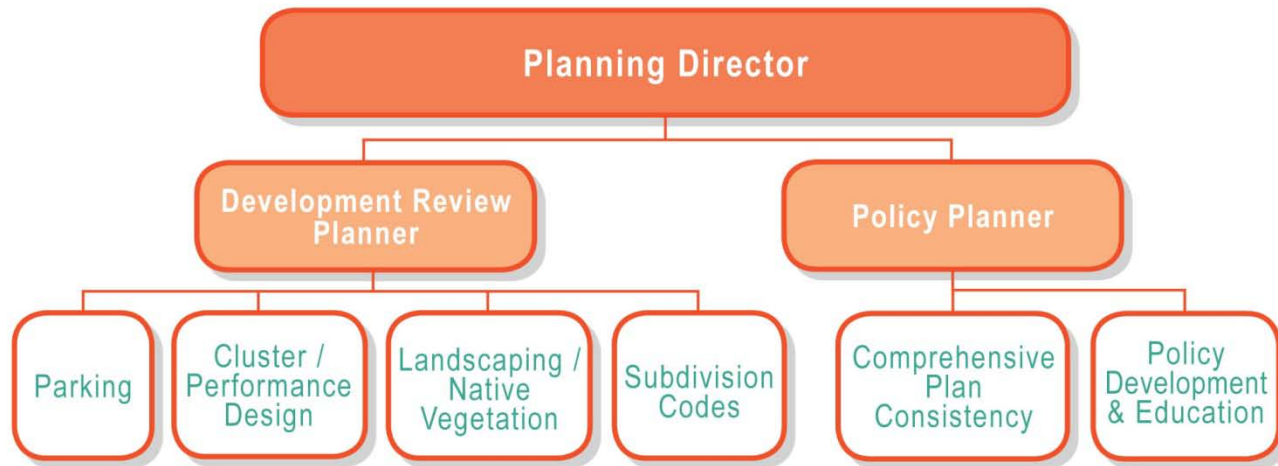 Planning Director
Development Review
Planner
Policy Planner
Parking
Cluster /
Performance
Design
Landscaping /
Native
Vegetation
Subdivision
Codes
Comprehensive
Plan
Consistency
Policy
Development
& Education